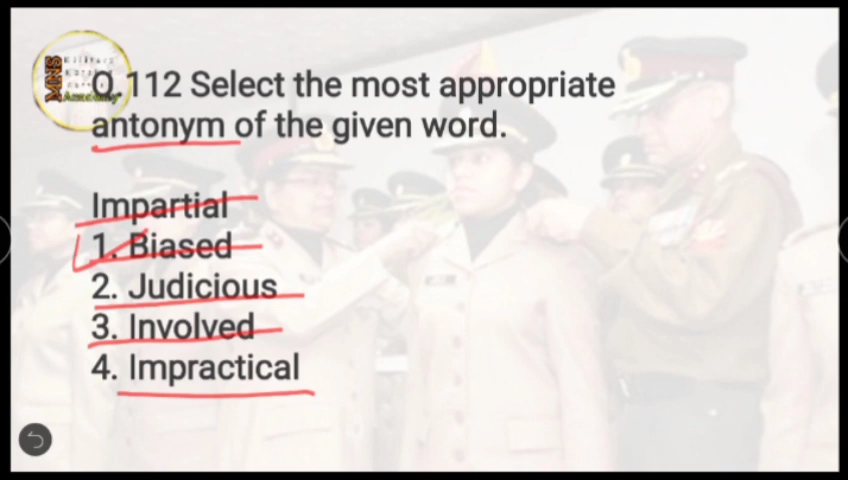 MNS
Q.112 Select the most appropriate
antonym of the given word.
Impartial
1. Biased
2. Judicious
3. Involved
4. Impractical